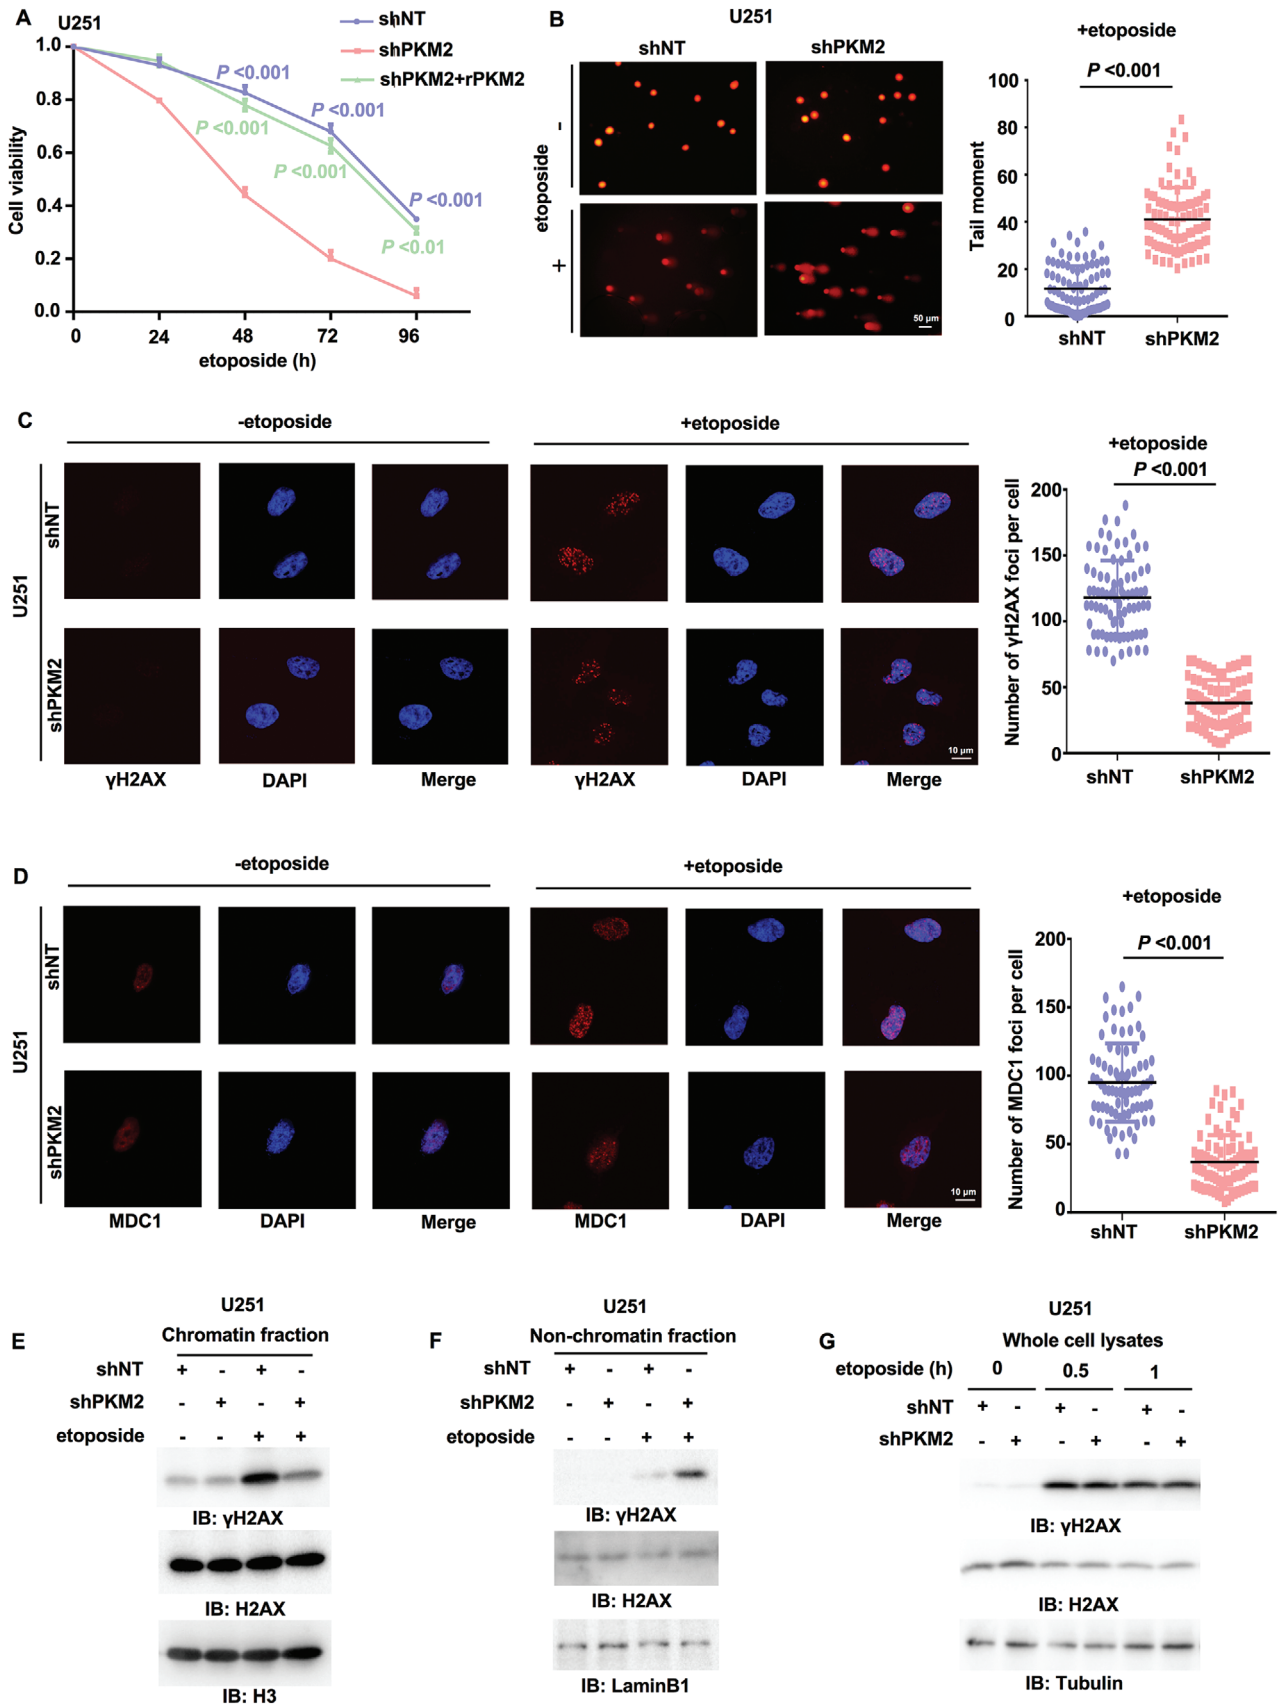 A
U251
shNT
shPKM2
shPKM2+rPKM2
1.0
0.8
0.6
0.4
0.2
0.0
Cell viability
P <0.001
P <0.001
P <0.001
P <0.001
P <0.001
P <0.01
0 24 48 72 96
etoposide (h)
B
U251
shNT shPKM2
etoposide
-
+
50 μm
+etoposide
P <0.001
100
80
60
40
20
0
Tail moment
shNT shPKM2
C
-etoposide +etoposide
U251
shNT
shPKM2
10 μm
γH2AX DAPI Merge γH2AX DAPI Merge
+etoposide
P <0.001
200
150
100
50
0
Number of γH2AX foci per cell
shNT shPKM2
D
-etoposide +etoposide
U251
shNT
shPKM2
10 μm
MDC1 DAPI Merge MDC1 DAPI Merge
+etoposide
P <0.001
200
150
100
50
0
Number of MDC1 foci per cell
shNT shPKM2
E
U251
Chromatin fraction
shNT + - + -
shPKM2 - + - +
etoposide - - + +
IB: γH2AX
IB: H2AX
IB: H3
F
U251
Non-chromatin fraction
shNT + - + -
shPKM2 - + - +
etoposide - - + +
IB: γH2AX
IB: H2AX
IB: LaminB1
G
U251
Whole cell lysates
etoposide (h) 0 0.5 1
shNT + - + - + -
shPKM2 - + - + - +
IB: γH2AX
IB: H2AX
IB: Tubulin